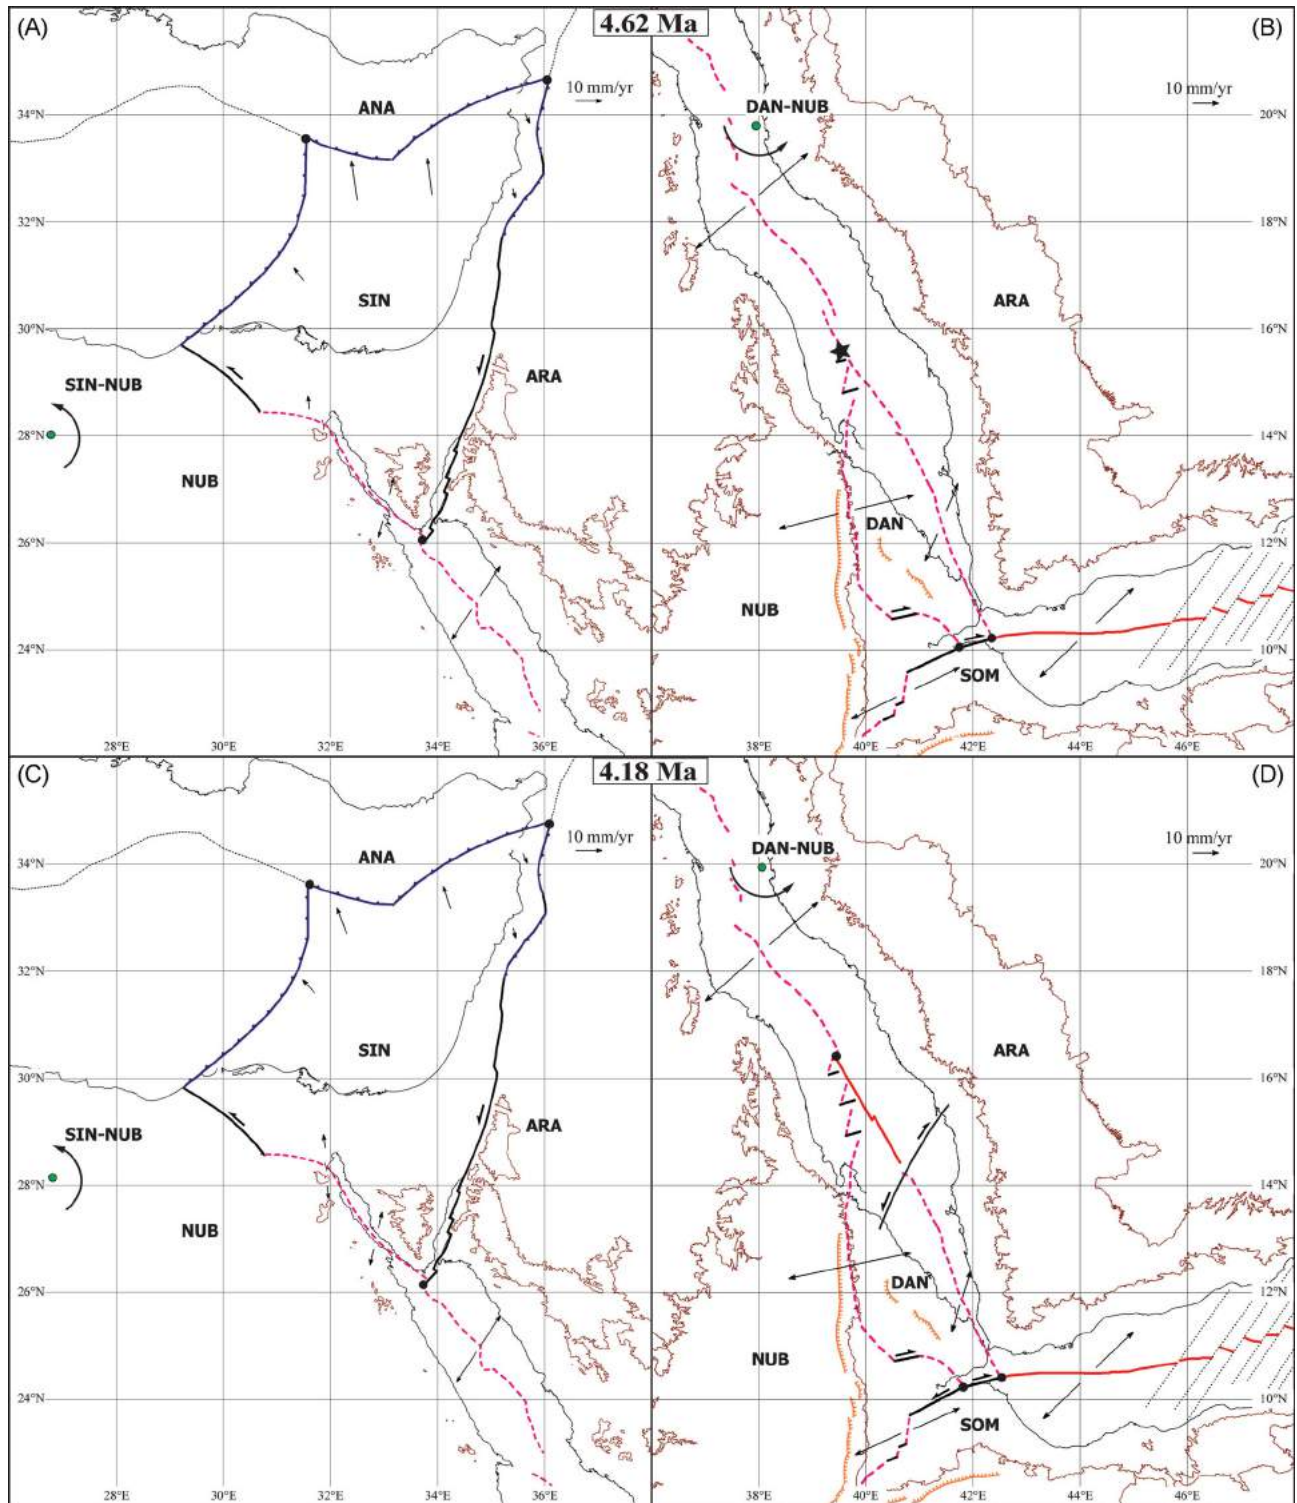 (A)
4.62 Ma
(B)
10 mm/yr
10 mm/yr
ANA
DAN-NUB
34°N
20°N
32°N
18°N
SIN
ARA
30°N
16°N
ARA
SIN-NUB
28°N
14°N
NUB
DAN
26°N
12°N
NUB
24°N
10°N
SOM
28°E
30°E
32°E
34°E
36°E
38°E
40°E
42°E
44°E
46°E
(C)
4.18 Ma
(D)
10 mm/yr
10 mm/yr
ANA
DAN-NUB
34°N
20°N
32°N
18°N
SIN
ARA
30°N
16°N
ARA
SIN-NUB
28°N
14°N
NUB
DAN
26°N
12°N
NUB
24°N
10°N
SOM
28°E
30°E
32°E
34°E
36°E
38°E
40°E
42°E
44°E
46°E